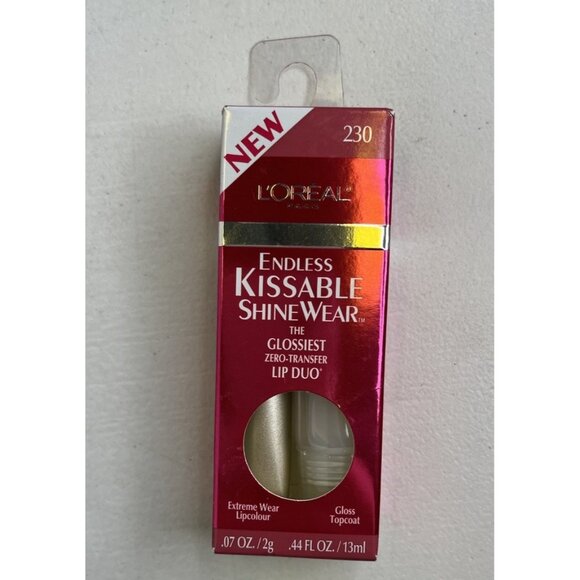 NEW
230
L'ORÉAL
ENDLESS
KISSABLE
SHINEWEAR™
THE
GLOSSIEST
ZERO-TRANSFER
LIP DUO*
Extreme Wear
Lipcolour
Gloss
Topcoat
.07 OZ./2g .44 FL OZ./13ml